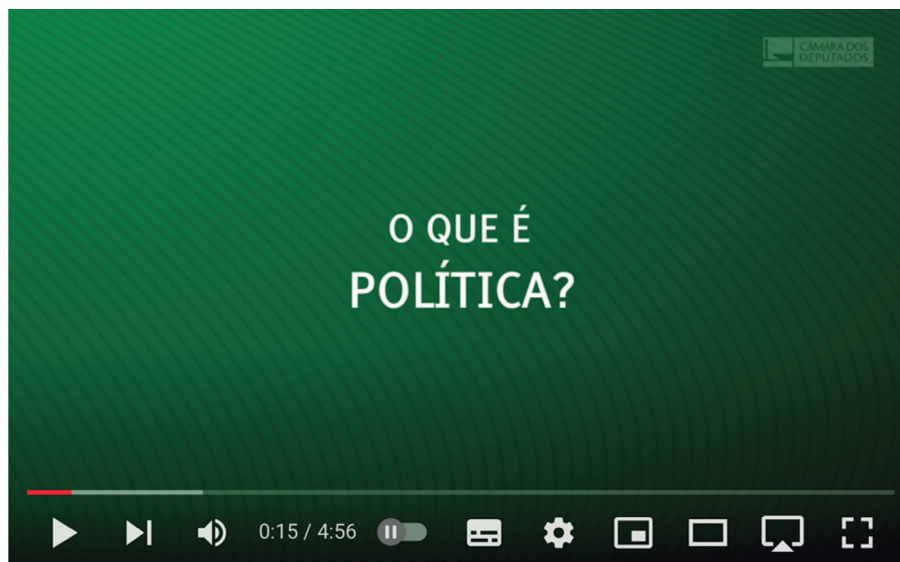 CÂMARA DOS
DEPUTADOS
O QUE É
POLÍTICA?
0:15 / 4:56